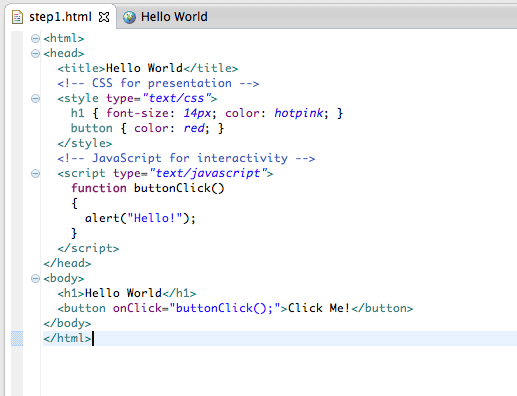 step1.html Hello World
<html>
<head>
<title>Hello World</title>
<!-- CSS for presentation -->
<style type="text/css">
h1 { font-size: 14px; color: hotpink; }
button { color: red; }
</style>
<!-- JavaScript for interactivity -->
<script type="text/javascript">
function buttonClick()
{
alert("Hello!");
}
</script>
</head>
<body>
<h1>Hello World</h1>
<button onClick="buttonClick();">Click Me!</button>
</body>
</html>